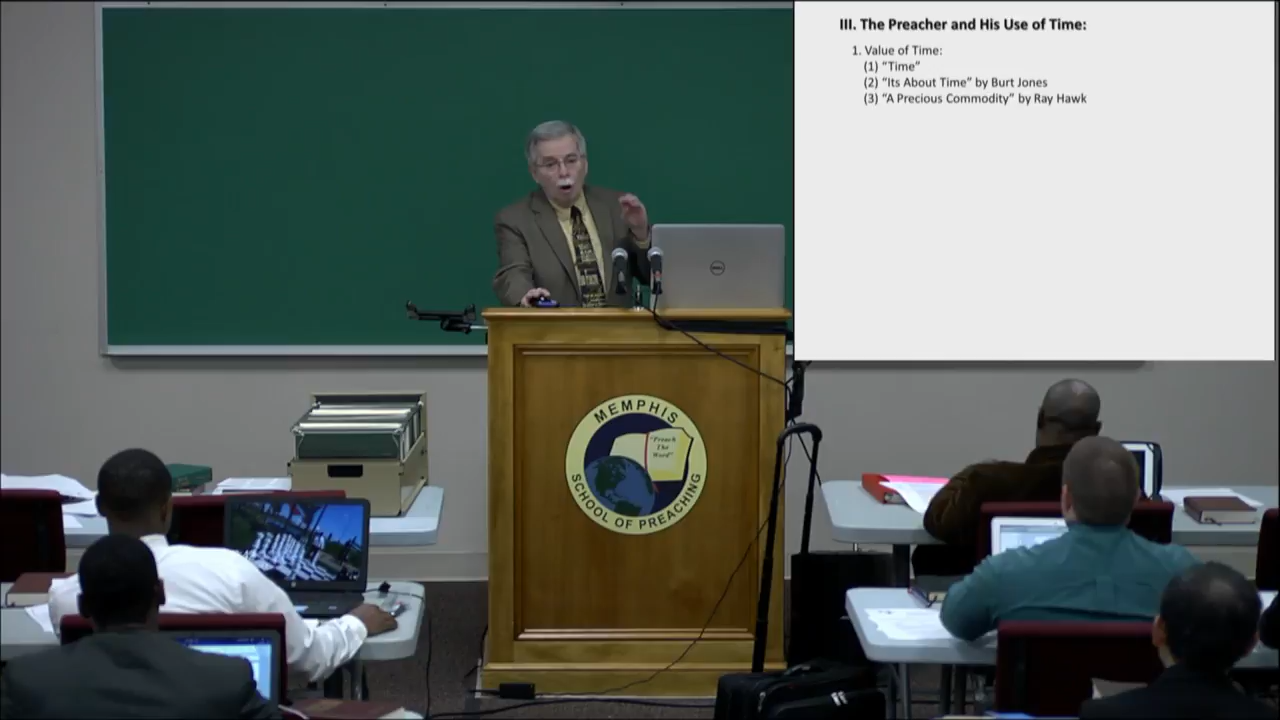 III. The Preacher and His Use of Time:
1. Value of Time:
(1) “Time”
(2) “Its About Time” by Burt Jones
(3) “A Precious Commodity” by Ray Hawk
DELL
MEMPHIS
"Preach
The
Word"
SCHOOL OF PREACHING